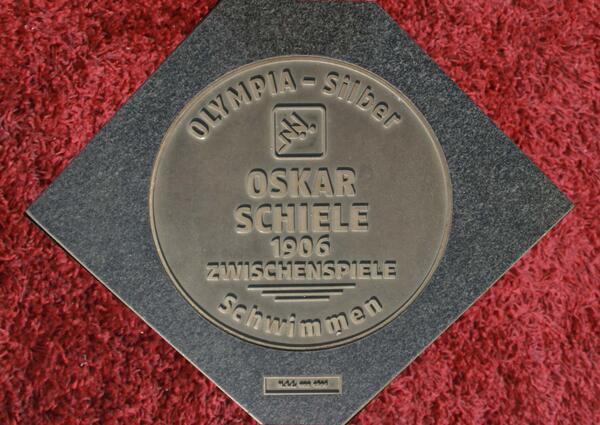 OLYMPIA – Silber
OSKAR
SCHIELE
1906
ZWISCHENSPIELE
Schwimmen